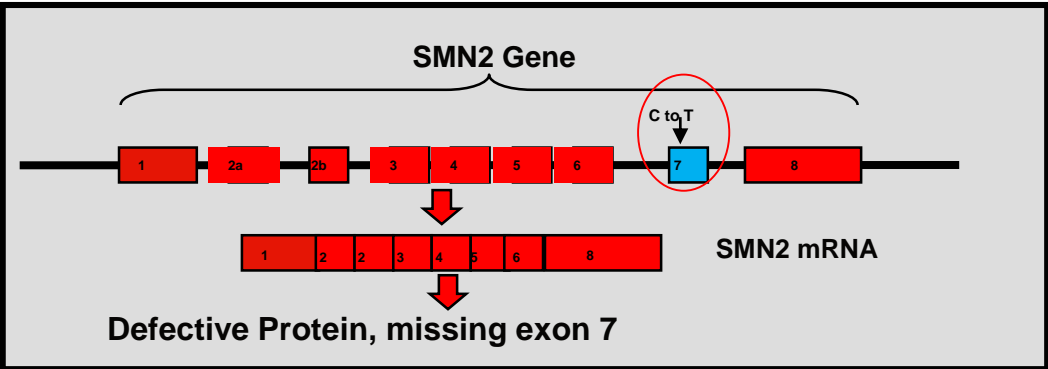 SMN2 Gene
C to T
1 2a 2b 3 4 5 6 7 8
1 2 2 3 4 5 6 8
SMN2 mRNA
Defective Protein, missing exon 7